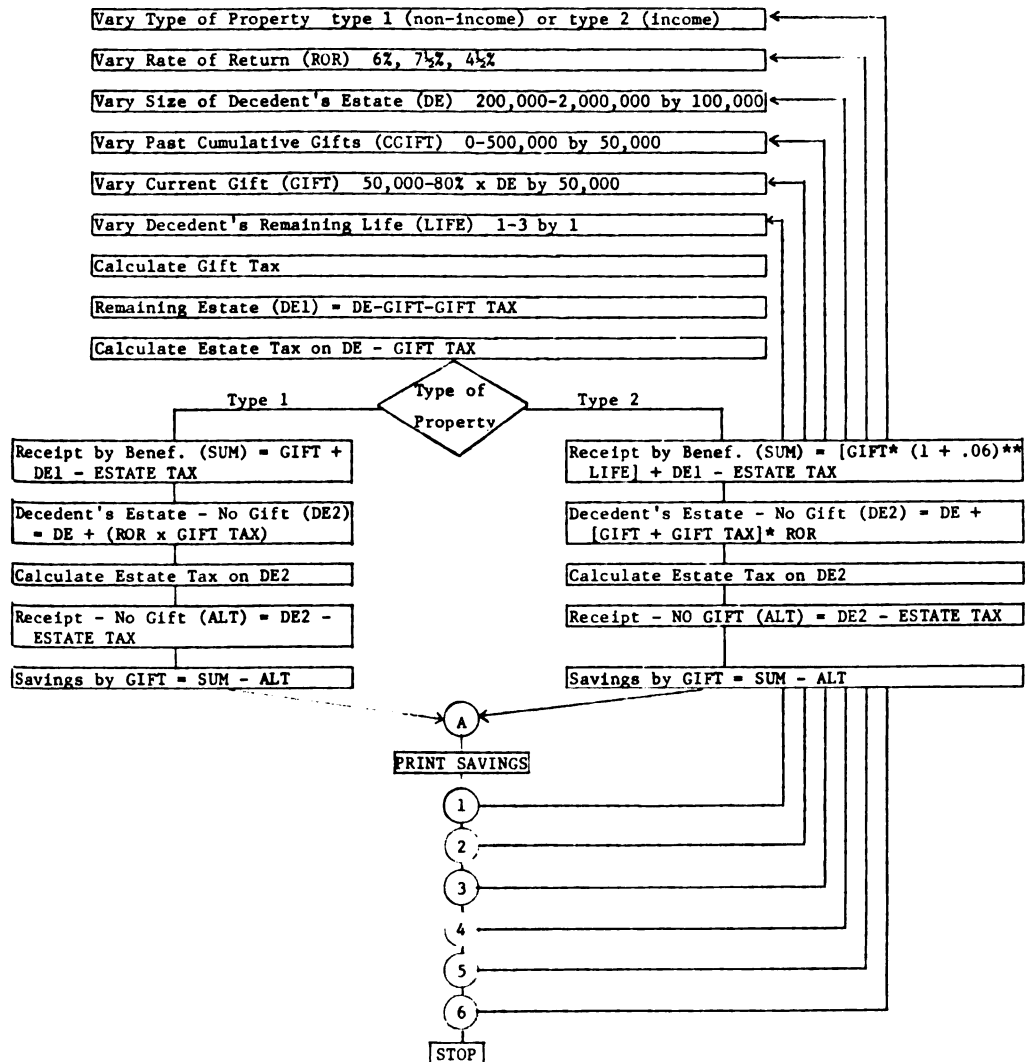 Vary Type of Property type 1 (non-income) or type 2 (income)
Vary Rate of Return (ROR) 6%, 7½%, 4½%
Vary Size of Decedent's Estate (DE) 200,000-2,000,000 by 100,000
Vary Past Cumulative Gifts (CGIFT) 0-500,000 by 50,000
Vary Current Gift (GIFT) 50,000-80% x DE by 50,000
Vary Decedent's Remaining Life (LIFE) 1-3 by 1
Calculate Gift Tax
Remaining Estate (DE1) = DE-GIFT-GIFT TAX
Calculate Estate Tax on DE - GIFT TAX
Type of
Property
Type 1
Type 2
Receipt by Benef. (SUM) = GIFT +
DE1 - ESTATE TAX
Decedent's Estate - No Gift (DE2)
= DE + (ROR x GIFT TAX)
Calculate Estate Tax on DE2
Receipt - No Gift (ALT) = DE2 -
ESTATE TAX
Savings by GIFT = SUM - ALT
Receipt by Benef. (SUM) = [GIFT* (1 + .06)**
LIFE] + DE1 - ESTATE TAX
Decedent's Estate - No Gift (DE2) = DE +
[GIFT + GIFT TAX]* ROR
Calculate Estate Tax on DE2
Receipt - NO GIFT (ALT) = DE2 - ESTATE TAX
Savings by GIFT = SUM - ALT
A
PRINT SAVINGS
1
2
3
4
5
6
STOP